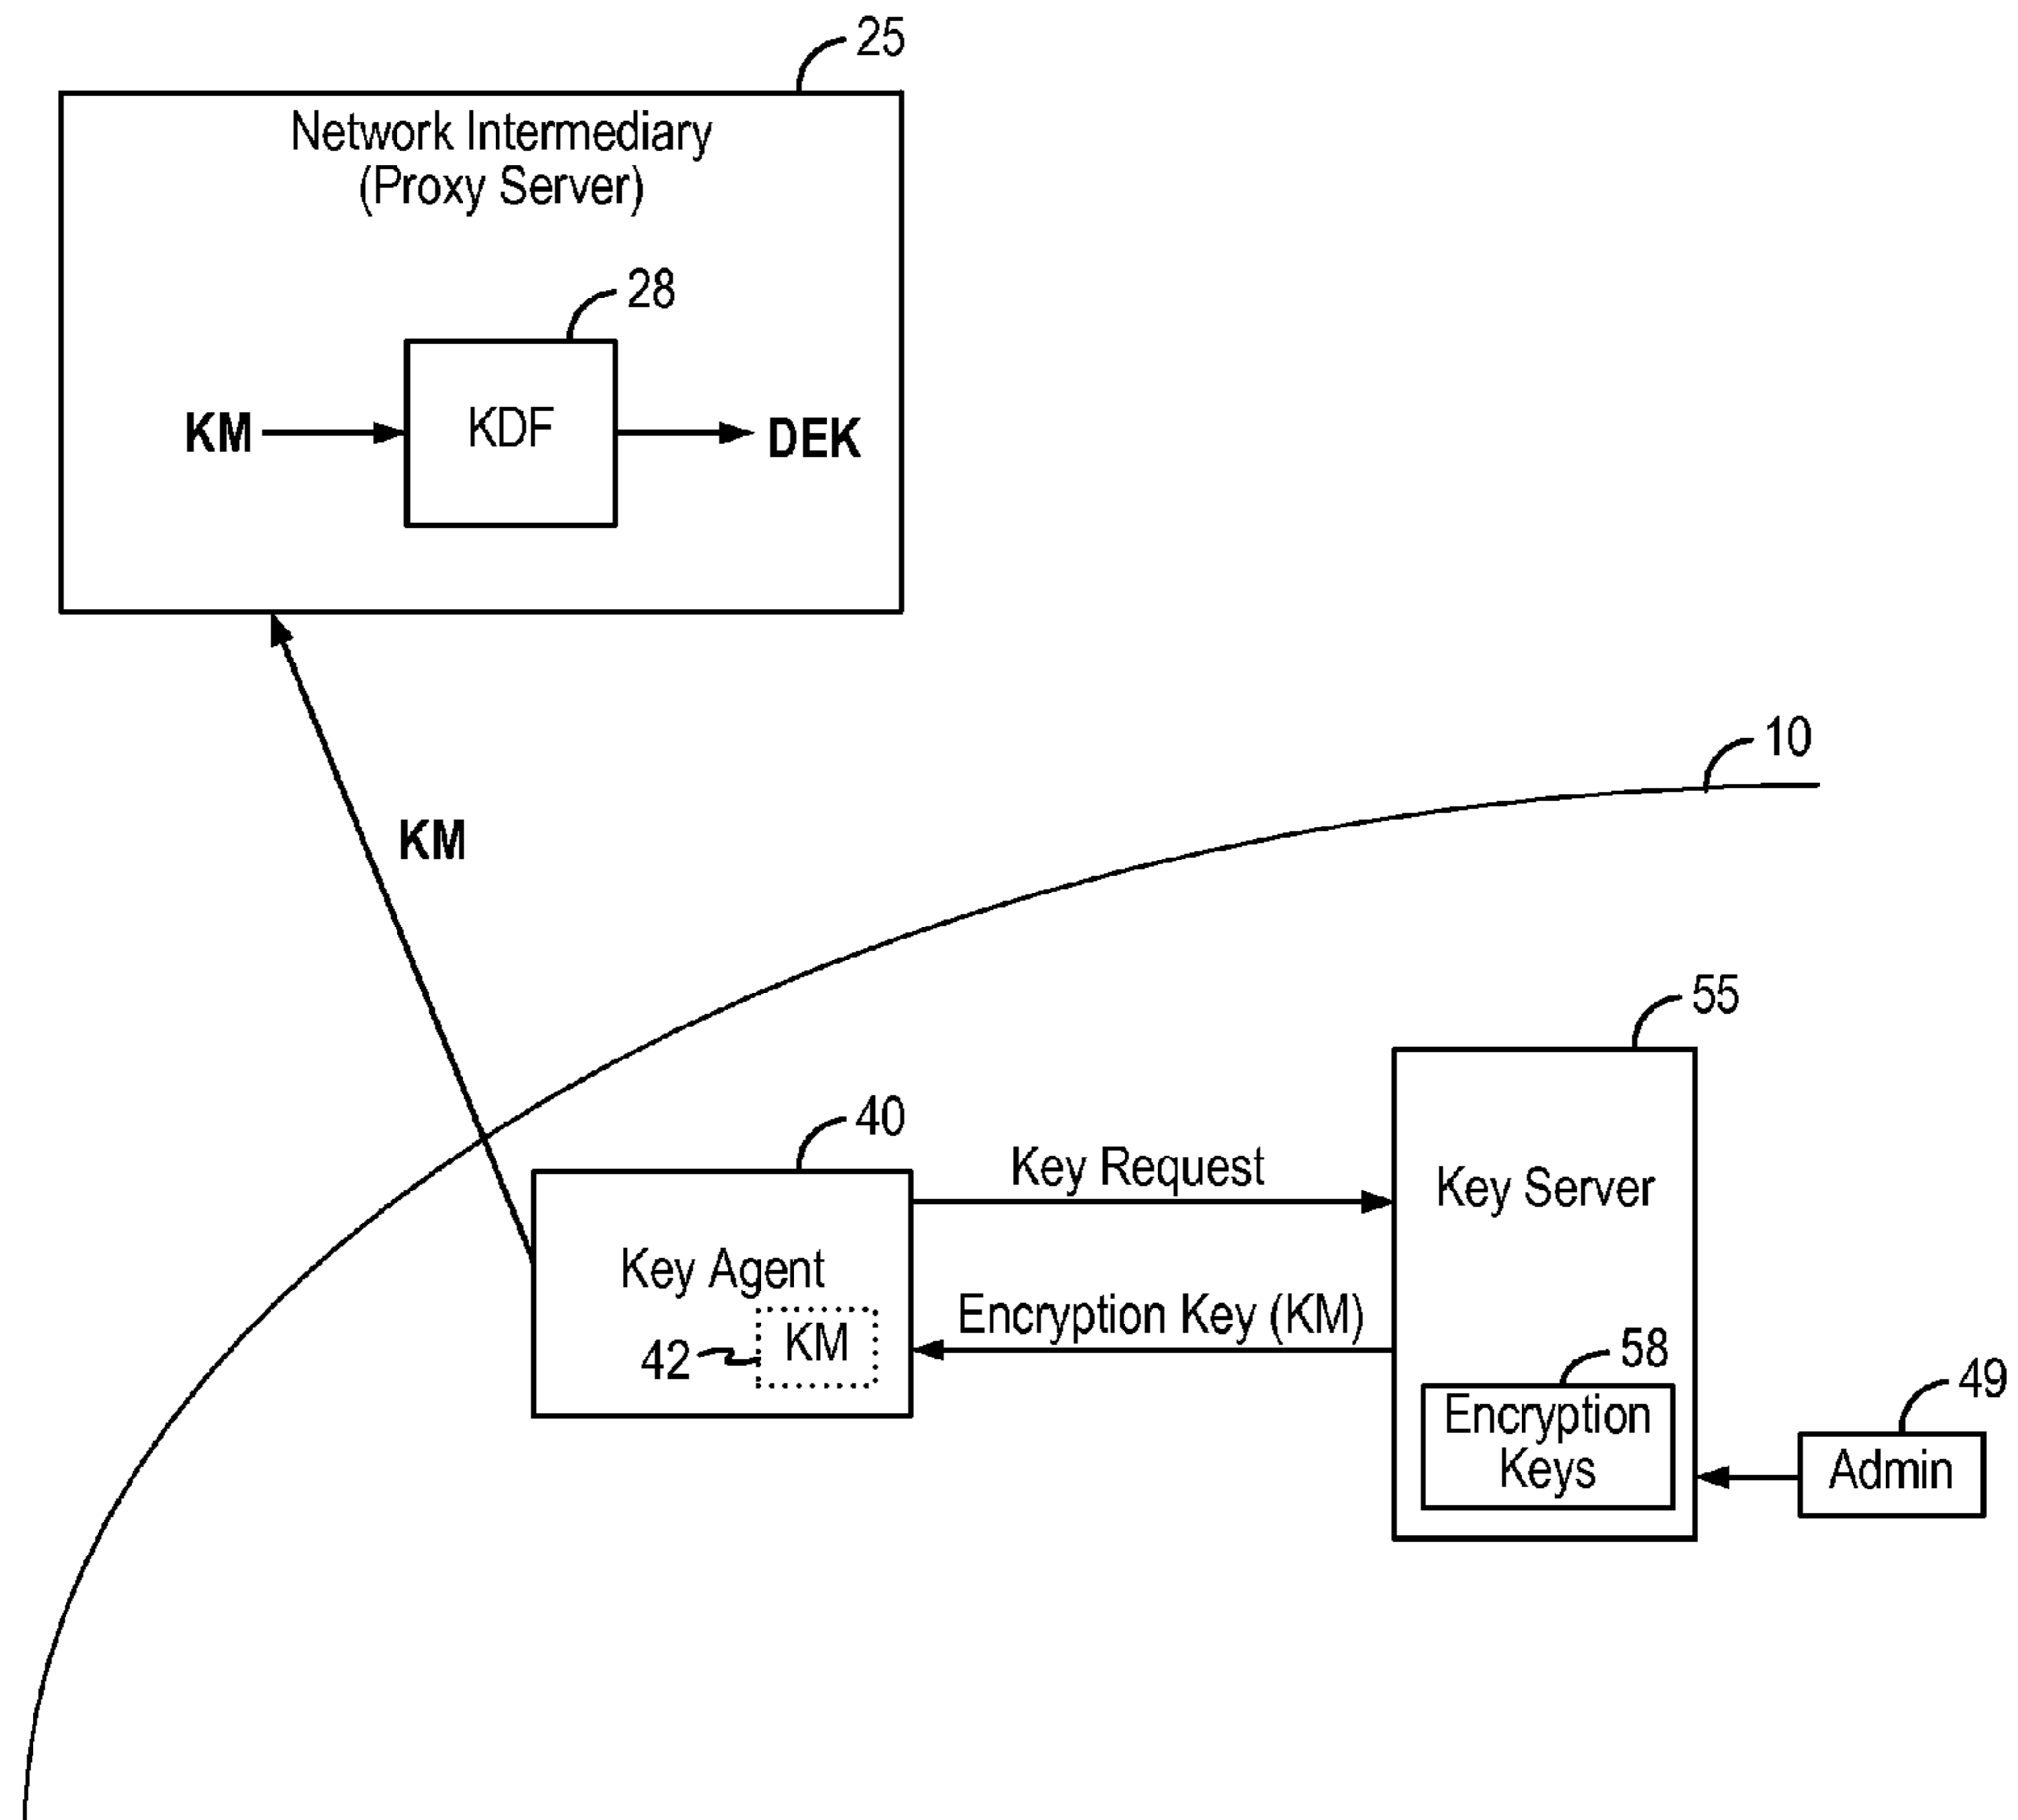 25
Network Intermediary
(Proxy Server)
28
KM
KDF
DEK
10
KM
55
40
Key Request
Key Server
Key Agent
Encryption Key (KM)
KM
42
58
49
Encryption
Keys
Admin